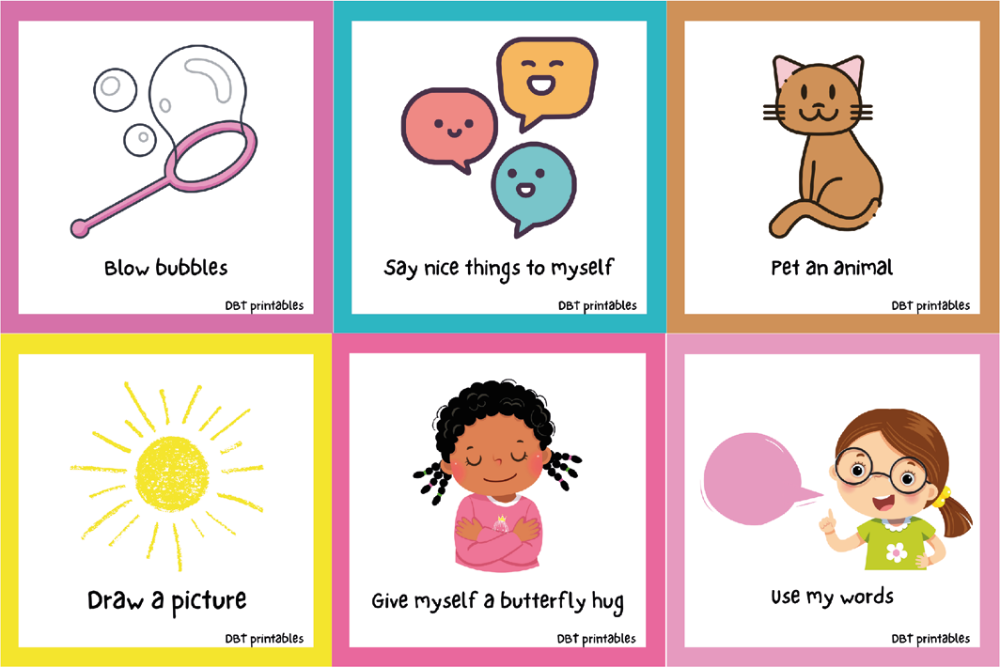 Blow bubbles
DBT printables
Say nice things to myself
DBT printables
Pet an animal
DBT printables
Draw a picture
DBT printables
Give myself a butterfly hug
DBT printables
Use my words
DBT printables